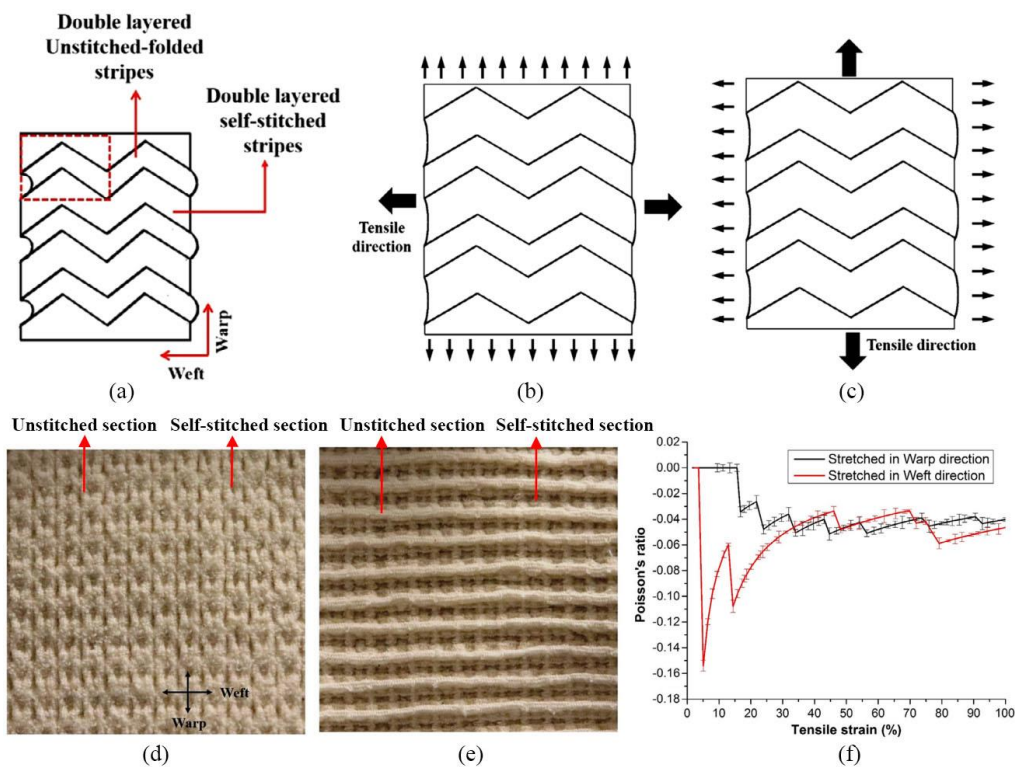 Double layered
Unstitched-folded
stripes
Double layered
self-stitched
stripes
Warp
Weft
(a)
Tensile
direction
(b)
Tensile direction
(c)
Unstitched section
Self-stitched section
Weft
Warp
(d)
Unstitched section
Self-stitched section
(e)
Stretched in Warp direction
Stretched in Weft direction
Poisson's ratio
0.02
0.00
-0.02
-0.04
-0.06
-0.08
-0.10
-0.12
-0.14
-0.16
-0.18
0 10 20 30 40 50 60 70 80 90 100
Tensile strain (%)
(f)